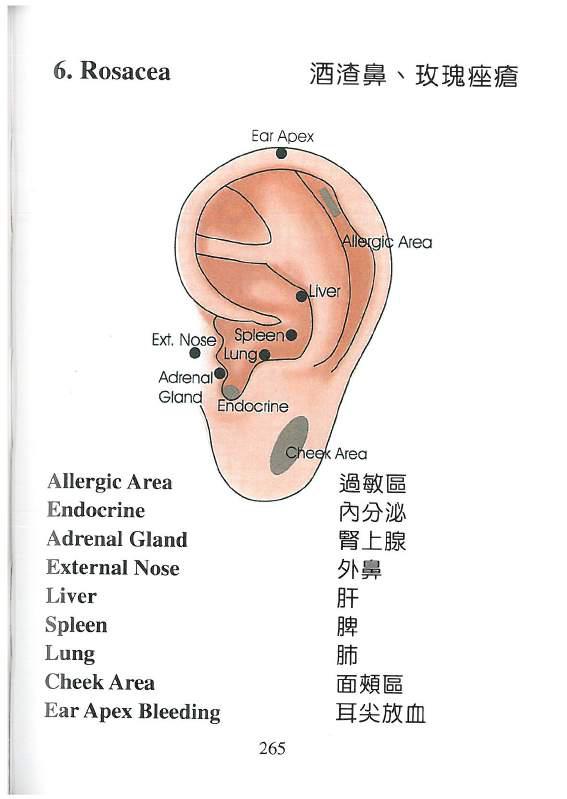 6. Rosacea 酒渣鼻、玫瑰痤瘡
Ear Apex
Allergic Area
Liver
Ext. Nose
Spleen
Lung
Adrenal
Gland
Endocrine
Cheek Area
Allergic Area 過敏區
Endocrine 內分泌
Adrenal Gland 腎上腺
External Nose 外鼻
Liver 肝
Spleen 脾
Lung 肺
Cheek Area 面頰區
Ear Apex Bleeding 耳尖放血
265